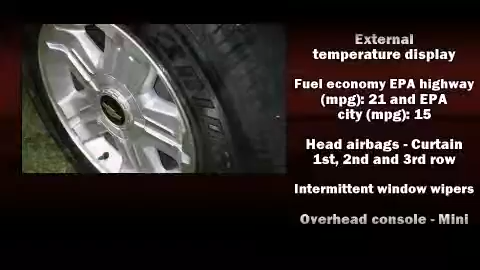 External
temperature display
Fuel economy EPA highway
(mpg): 21 and EPA
city (mpg): 15
Head airbags - Curtain
1st, 2nd and 3rd row
Intermittent window wipers
Overhead console - Mini